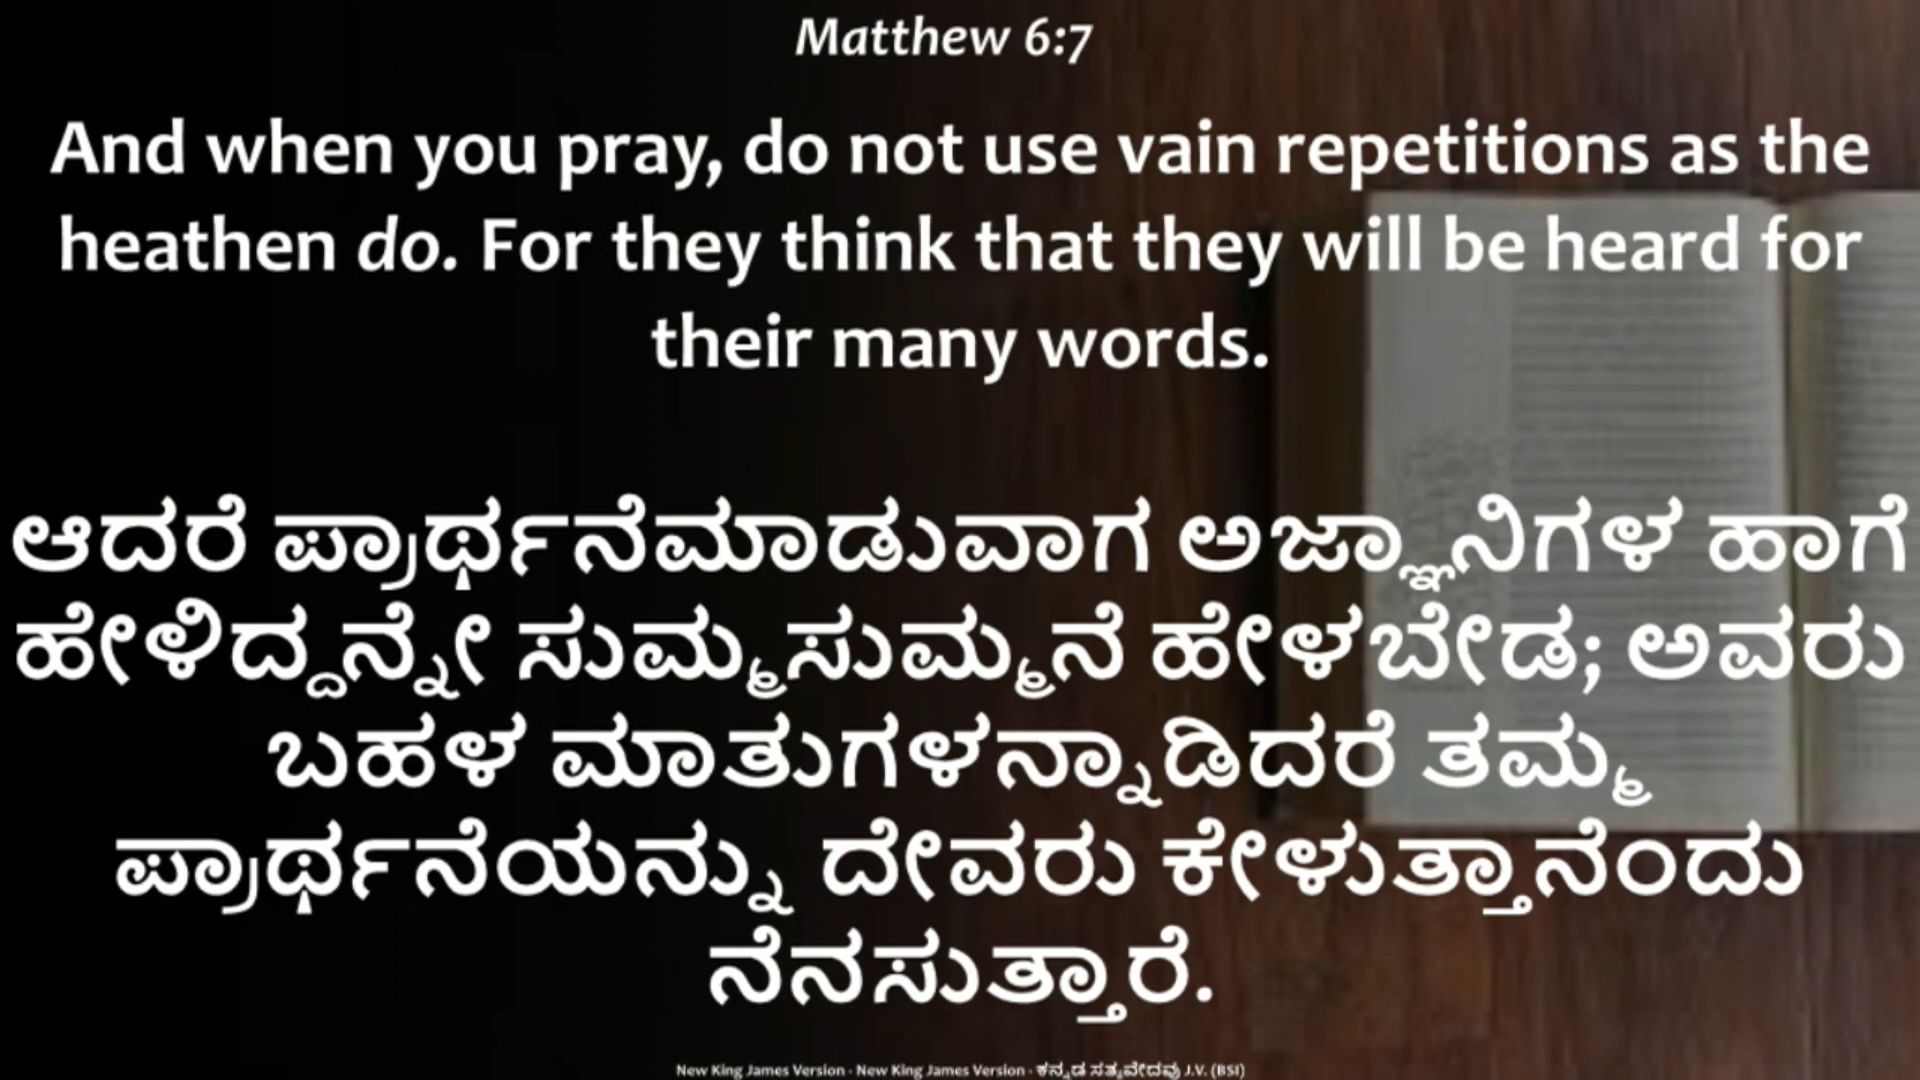 Matthew 6:7
And when you pray, do not use vain repetitions as the
heathen do. For they think that they will be heard for
their many words.
ಆದರೆ ಪ್ರಾರ್ಥನೆಮಾಡುವಾಗ ಅಜ್ಞಾನಿಗಳ ಹಾಗೆ
ಹೇಳಿದ್ದನ್ನೇ ಸುಮ್ಮಸುಮ್ಮನೆ ಹೇಳಬೇಡ; ಅವರು
ಬಹಳ ಮಾತುಗಳನ್ನಾಡಿದರೆ ತಮ್ಮ
ಪ್ರಾರ್ಥನೆಯನ್ನು ದೇವರು ಕೇಳುತ್ತಾನೆಂದು
ನೆನಸುತ್ತಾರೆ.
New King James Version - New King James Version - ಕನ್ನಡ ಸತ್ಯವೇದವು J.V. (BSI)